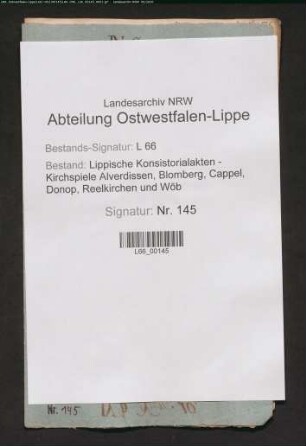 Landesarchiv NRW
Abteilung Ostwestfalen-Lippe
Bestands-Signatur: L 66
Bestand: Lippische Konsistorialakten -
Kirchspiele Alverdissen, Blomberg, Cappel,
Donop, Reelkirchen und Wöb
Signatur: Nr. 145
L66_00145
Nr. 145